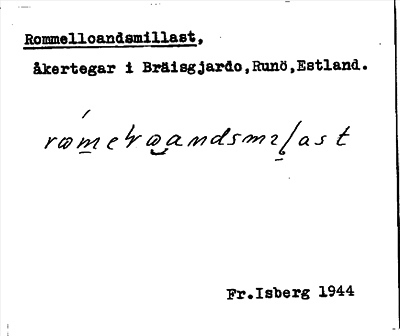 Rommelloandsmillast,
åkertegar i Bräisgjardo,Runö,Estland.
Fr.Isberg 1944